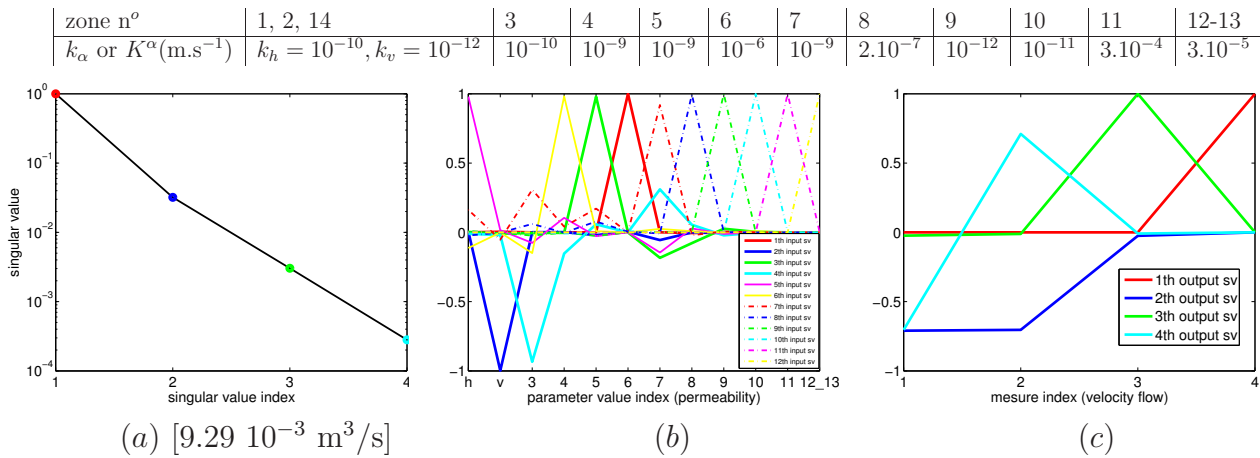 zone nᵒ 1, 2, 14 3 4 5 6 7 8 9 10 11 12-13
k_α or K^α(m.s⁻¹) k_h = 10⁻¹⁰, k_v = 10⁻¹² 10⁻¹⁰ 10⁻⁹ 10⁻⁹ 10⁻⁶ 10⁻⁹ 2.10⁻⁷ 10⁻¹² 10⁻¹¹ 3.10⁻⁴ 3.10⁻⁵
10⁰
10⁻¹
10⁻²
10⁻³
10⁻⁴
singular value
1 2 3 4
singular value index
(a) [9.29 10⁻³ m³/s]
1
0.5
0
−0.5
−1
1th input sv
2th input sv
3th input sv
4th input sv
5th input sv
6th input sv
7th input sv
8th input sv
9th input sv
10th input sv
11th input sv
12th input sv
h v 3 4 5 6 7 8 9 10 11 12_13
parameter value index (permeability)
(b)
1
0.5
0
−0.5
−1
1th output sv
2th output sv
3th output sv
4th output sv
1 2 3 4
mesure index (velocity flow)
(c)